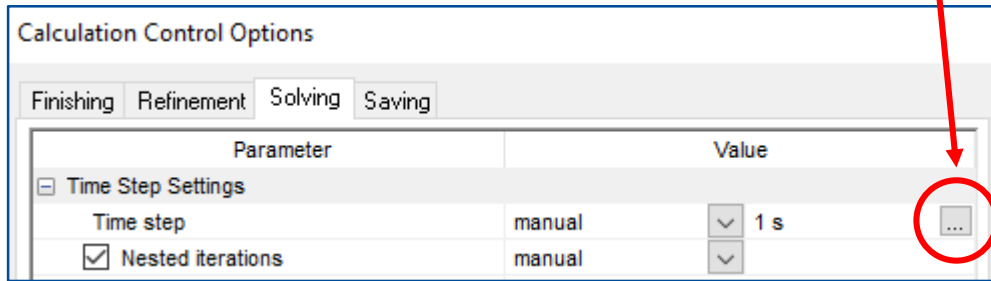 Calculation Control Options
Finishing Refinement Solving Saving
Parameter Value
Time Step Settings
Time step manual 1 s ...
Nested iterations manual